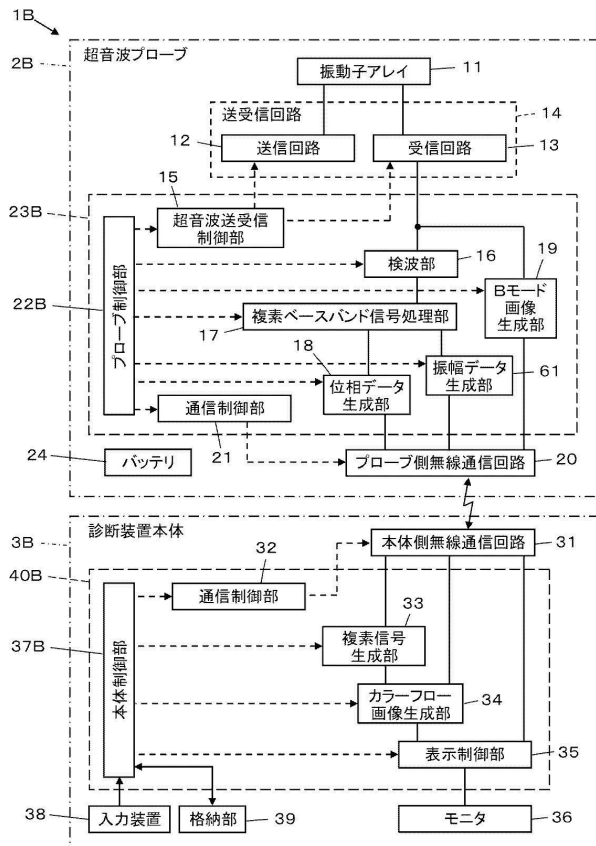 1B
2B
超音波プローブ
振動子アレイ
11
送受信回路
14
12
送信回路
受信回路
13
15
23B
超音波送受信
制御部
検波部
16
19
22B
プローブ制御部
Bモード
画像
生成部
複素ベースバンド信号処理部
17
18
位相データ
生成部
振幅データ
生成部
61
通信制御部
21
24
バッテリ
プローブ側無線通信回路
20
3B
診断装置本体
本体側無線通信回路
31
32
40B
通信制御部
33
37B
本体制御部
複素信号
生成部
カラーフロー
画像生成部
34
表示制御部
35
38
入力装置
格納部
39
モニタ
36